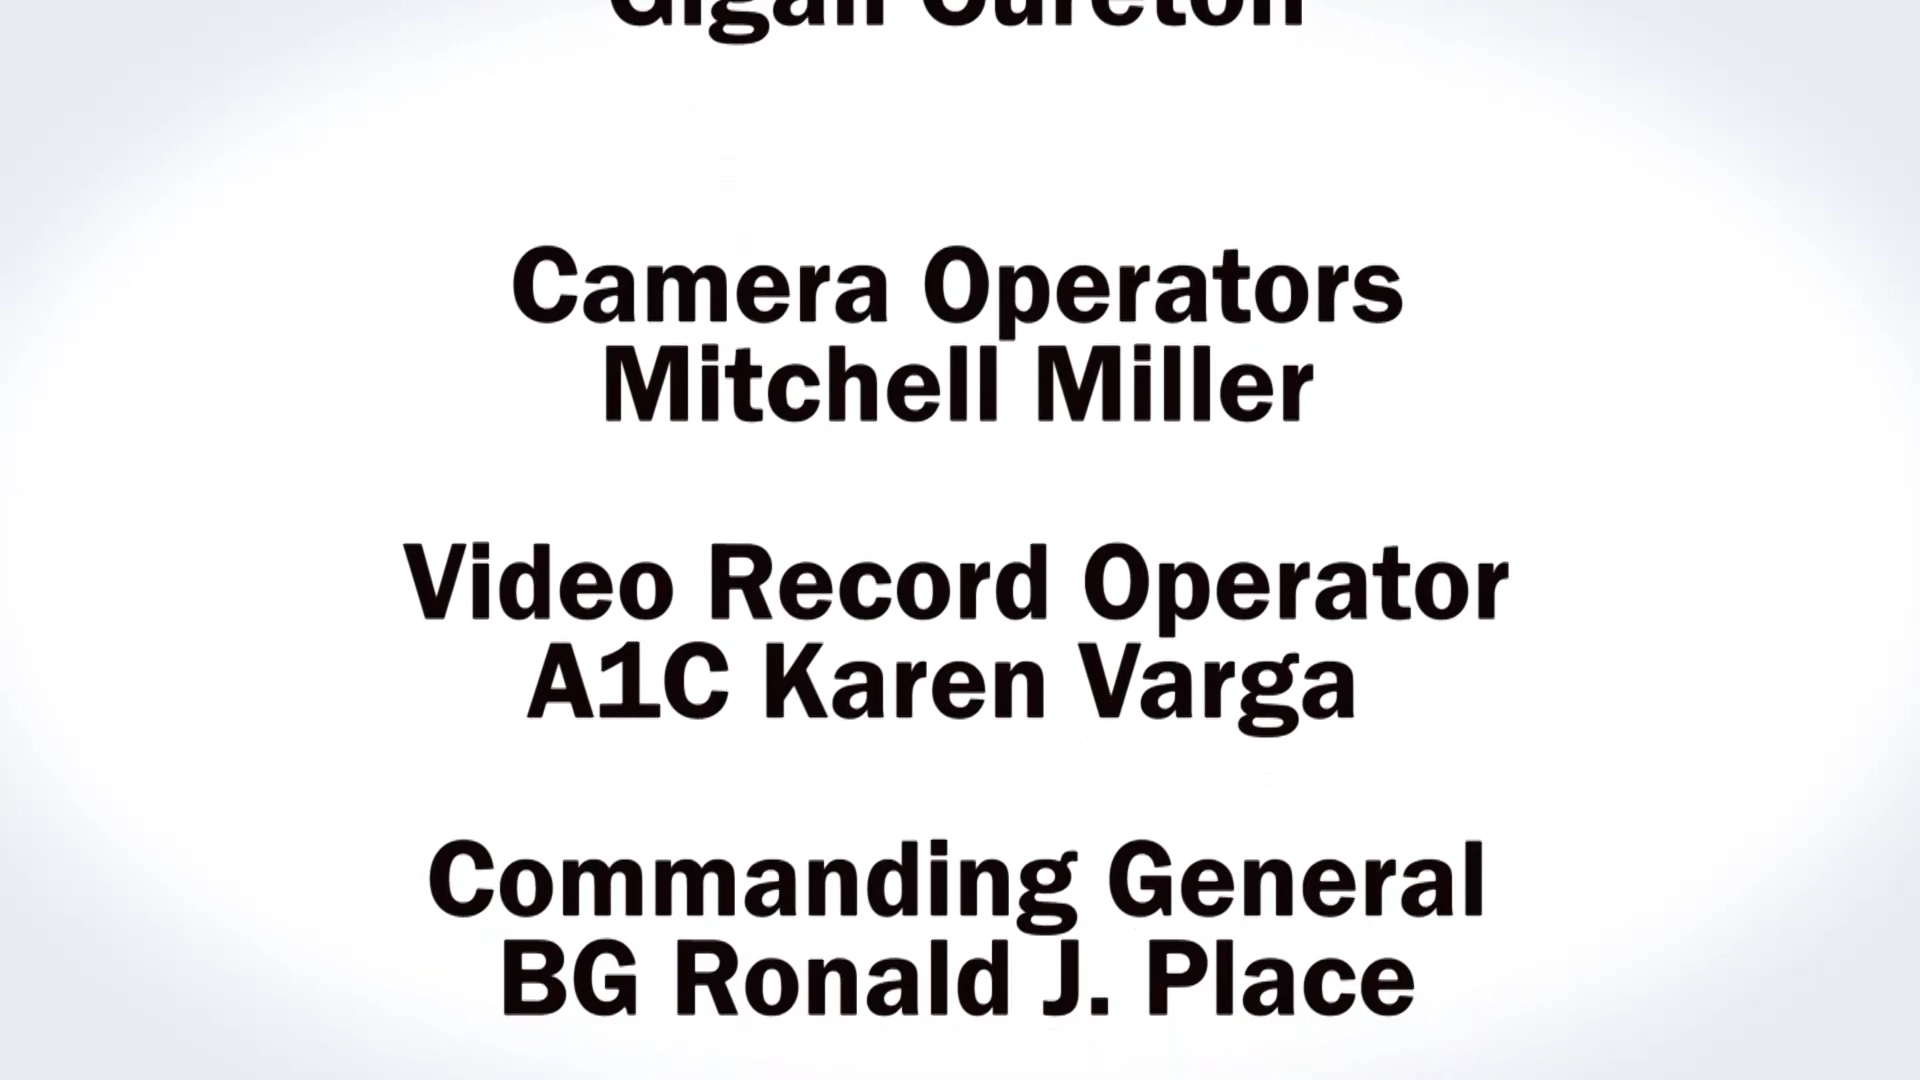 Camera Operators
Mitchell Miller
Video Record Operator
A1C Karen Varga
Commanding General
BG Ronald J. Place